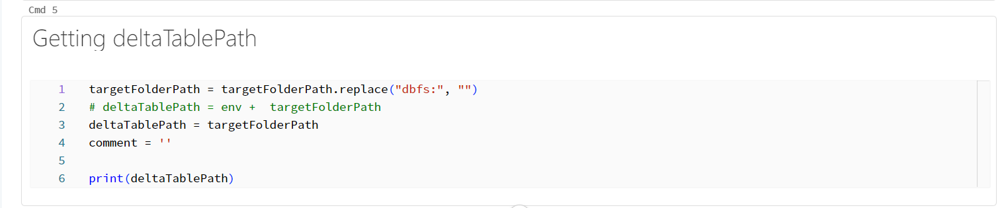 Cmd 5
Getting deltaTablePath
1 targetFolderPath = targetFolderPath.replace("dbfs:", "")
2 # deltaTablePath = env +  targetFolderPath
3 deltaTablePath = targetFolderPath
4 comment = ''
5
6 print(deltaTablePath)